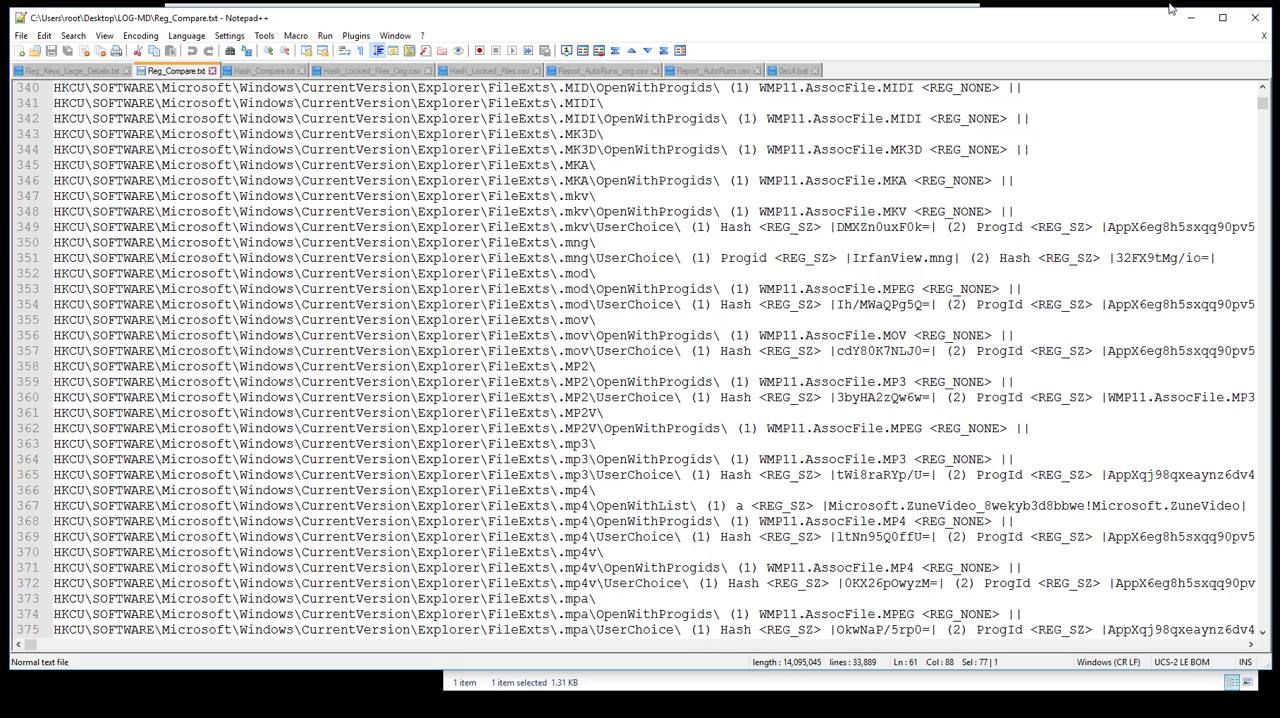 C:\Users\root\Desktop\LOG-MD\Reg_Compare.txt - Notepad++
File Edit Search View Encoding Language Settings Tools Macro Run Plugins Window ? X
Reg_Keys_Large_Details.txt Reg_Compare.txt Hash_Compare.txt Hash_Locked_Files_Orig.csv Hash_Locked_Files.csv Report_AutoRuns_org.csv Report_AutoRuns.csv 0ac4.bat
340 HKCU\SOFTWARE\Microsoft\Windows\CurrentVersion\Explorer\FileExts\.MID\OpenWithProgids\ (1) WMP11.AssocFile.MIDI <REG_NONE> ||
341 HKCU\SOFTWARE\Microsoft\Windows\CurrentVersion\Explorer\FileExts\.MIDI\
342 HKCU\SOFTWARE\Microsoft\Windows\CurrentVersion\Explorer\FileExts\.MIDI\OpenWithProgids\ (1) WMP11.AssocFile.MIDI <REG_NONE> ||
343 HKCU\SOFTWARE\Microsoft\Windows\CurrentVersion\Explorer\FileExts\.MK3D\
344 HKCU\SOFTWARE\Microsoft\Windows\CurrentVersion\Explorer\FileExts\.MK3D\OpenWithProgids\ (1) WMP11.AssocFile.MK3D <REG_NONE> ||
345 HKCU\SOFTWARE\Microsoft\Windows\CurrentVersion\Explorer\FileExts\.MKA\
346 HKCU\SOFTWARE\Microsoft\Windows\CurrentVersion\Explorer\FileExts\.MKA\OpenWithProgids\ (1) WMP11.AssocFile.MKA <REG_NONE> ||
347 HKCU\SOFTWARE\Microsoft\Windows\CurrentVersion\Explorer\FileExts\.mkv\
348 HKCU\SOFTWARE\Microsoft\Windows\CurrentVersion\Explorer\FileExts\.mkv\OpenWithProgids\ (1) WMP11.AssocFile.MKV <REG_NONE> ||
349 HKCU\SOFTWARE\Microsoft\Windows\CurrentVersion\Explorer\FileExts\.mkv\UserChoice\ (1) Hash <REG_SZ> |DMXZn0uxF0k=| (2) ProgId <REG_SZ> |AppX6eg8h5sxqq90pv5
350 HKCU\SOFTWARE\Microsoft\Windows\CurrentVersion\Explorer\FileExts\.mng\
351 HKCU\SOFTWARE\Microsoft\Windows\CurrentVersion\Explorer\FileExts\.mng\UserChoice\ (1) Progid <REG_SZ> |IrfanView.mng| (2) Hash <REG_SZ> |32FX9tMg/io=|
352 HKCU\SOFTWARE\Microsoft\Windows\CurrentVersion\Explorer\FileExts\.mod\
353 HKCU\SOFTWARE\Microsoft\Windows\CurrentVersion\Explorer\FileExts\.mod\OpenWithProgids\ (1) WMP11.AssocFile.MPEG <REG_NONE> ||
354 HKCU\SOFTWARE\Microsoft\Windows\CurrentVersion\Explorer\FileExts\.mod\UserChoice\ (1) Hash <REG_SZ> |Ih/MWaQPg5Q=| (2) ProgId <REG_SZ> |AppX6eg8h5sxqq90pv5
355 HKCU\SOFTWARE\Microsoft\Windows\CurrentVersion\Explorer\FileExts\.mov\
356 HKCU\SOFTWARE\Microsoft\Windows\CurrentVersion\Explorer\FileExts\.mov\OpenWithProgids\ (1) WMP11.AssocFile.MOV <REG_NONE> ||
357 HKCU\SOFTWARE\Microsoft\Windows\CurrentVersion\Explorer\FileExts\.mov\UserChoice\ (1) Hash <REG_SZ> |cdY80K7NLJ0=| (2) ProgId <REG_SZ> |AppX6eg8h5sxqq90pv5
358 HKCU\SOFTWARE\Microsoft\Windows\CurrentVersion\Explorer\FileExts\.MP2\
359 HKCU\SOFTWARE\Microsoft\Windows\CurrentVersion\Explorer\FileExts\.MP2\OpenWithProgids\ (1) WMP11.AssocFile.MP3 <REG_NONE> ||
360 HKCU\SOFTWARE\Microsoft\Windows\CurrentVersion\Explorer\FileExts\.MP2\UserChoice\ (1) Hash <REG_SZ> |3byHA2zQw6w=| (2) ProgId <REG_SZ> |WMP11.AssocFile.MP3
361 HKCU\SOFTWARE\Microsoft\Windows\CurrentVersion\Explorer\FileExts\.MP2V\
362 HKCU\SOFTWARE\Microsoft\Windows\CurrentVersion\Explorer\FileExts\.MP2V\OpenWithProgids\ (1) WMP11.AssocFile.MPEG <REG_NONE> ||
363 HKCU\SOFTWARE\Microsoft\Windows\CurrentVersion\Explorer\FileExts\.mp3\
364 HKCU\SOFTWARE\Microsoft\Windows\CurrentVersion\Explorer\FileExts\.mp3\OpenWithProgids\ (1) WMP11.AssocFile.MP3 <REG_NONE> ||
365 HKCU\SOFTWARE\Microsoft\Windows\CurrentVersion\Explorer\FileExts\.mp3\UserChoice\ (1) Hash <REG_SZ> |tWi8raRYp/U=| (2) ProgId <REG_SZ> |AppXqj98qxeaynz6dv4
366 HKCU\SOFTWARE\Microsoft\Windows\CurrentVersion\Explorer\FileExts\.mp4\
367 HKCU\SOFTWARE\Microsoft\Windows\CurrentVersion\Explorer\FileExts\.mp4\OpenWithList\ (1) a <REG_SZ> |Microsoft.ZuneVideo_8wekyb3d8bbwe!Microsoft.ZuneVideo|
368 HKCU\SOFTWARE\Microsoft\Windows\CurrentVersion\Explorer\FileExts\.mp4\OpenWithProgids\ (1) WMP11.AssocFile.MP4 <REG_NONE> ||
369 HKCU\SOFTWARE\Microsoft\Windows\CurrentVersion\Explorer\FileExts\.mp4\UserChoice\ (1) Hash <REG_SZ> |ltNn95Q0ffU=| (2) ProgId <REG_SZ> |AppX6eg8h5sxqq90pv5
370 HKCU\SOFTWARE\Microsoft\Windows\CurrentVersion\Explorer\FileExts\.mp4v\
371 HKCU\SOFTWARE\Microsoft\Windows\CurrentVersion\Explorer\FileExts\.mp4v\OpenWithProgids\ (1) WMP11.AssocFile.MP4 <REG_NONE> ||
372 HKCU\SOFTWARE\Microsoft\Windows\CurrentVersion\Explorer\FileExts\.mp4v\UserChoice\ (1) Hash <REG_SZ> |0KX26pOwyzM=| (2) ProgId <REG_SZ> |AppX6eg8h5sxqq90pv
373 HKCU\SOFTWARE\Microsoft\Windows\CurrentVersion\Explorer\FileExts\.mpa\
374 HKCU\SOFTWARE\Microsoft\Windows\CurrentVersion\Explorer\FileExts\.mpa\OpenWithProgids\ (1) WMP11.AssocFile.MPEG <REG_NONE> ||
375 HKCU\SOFTWARE\Microsoft\Windows\CurrentVersion\Explorer\FileExts\.mpa\UserChoice\ (1) Hash <REG_SZ> |OkwNaP/5rp0=| (2) ProgId <REG_SZ> |AppXqj98qxeaynz6dv4
Normal text file length : 14,095,045 lines : 33,889 Ln : 61 Col : 88 Sel : 77 | 1 Windows (CR LF) UCS-2 LE BOM INS
1 item 1 item selected 1.31 KB